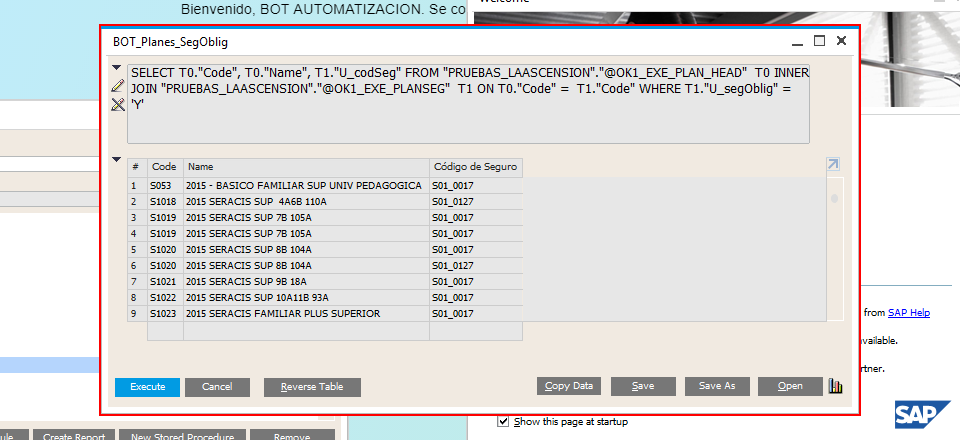 Bienvenido, BOT AUTOMATIZACION. Se co
Welcome
BOT_Planes_SegOblig
SELECT T0."Code", T0."Name", T1."U_codSeg" FROM "PRUEBAS_LAASCENSION"."@OK1_EXE_PLAN_HEAD"  T0 INNER
JOIN "PRUEBAS_LAASCENSION"."@OK1_EXE_PLANSEG"  T1 ON T0."Code" =  T1."Code" WHERE T1."U_segOblig" =
'Y'
# Code Name Código de Seguro
1 S053 2015 - BASICO FAMILIAR SUP UNIV PEDAGOGICA S01_0017
2 S1018 2015 SERACIS SUP  4A6B 110A S01_0127
3 S1019 2015 SERACIS SUP 7B 105A S01_0017
4 S1019 2015 SERACIS SUP 7B 105A S01_0017
5 S1020 2015 SERACIS SUP 8B 104A S01_0017
6 S1020 2015 SERACIS SUP 8B 104A S01_0127
7 S1021 2015 SERACIS SUP 9B 18A S01_0017
8 S1022 2015 SERACIS SUP 10A11B 93A S01_0017
9 S1023 2015 SERACIS FAMILIAR PLUS SUPERIOR S01_0017
from SAP Help
available.
rtner.
Execute Cancel Reverse Table Copy Data Save Save As Open
SAP
Show this page at startup
ule Create Report New Stored Procedure Remove